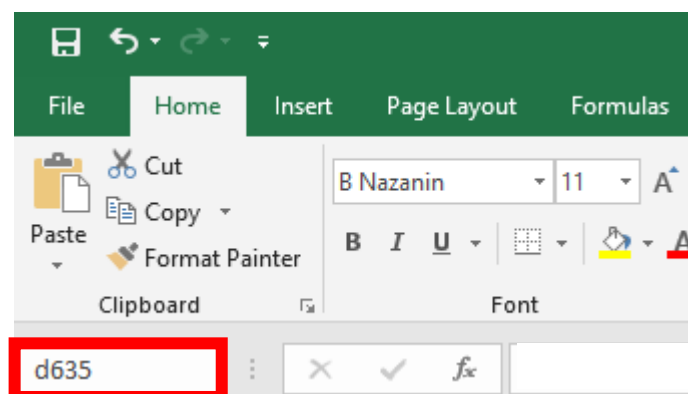 File Home Insert Page Layout Formulas
Cut
B Nazanin 11 A
Copy
Paste
B I U A
Format Painter
Clipboard Font
d635 fx